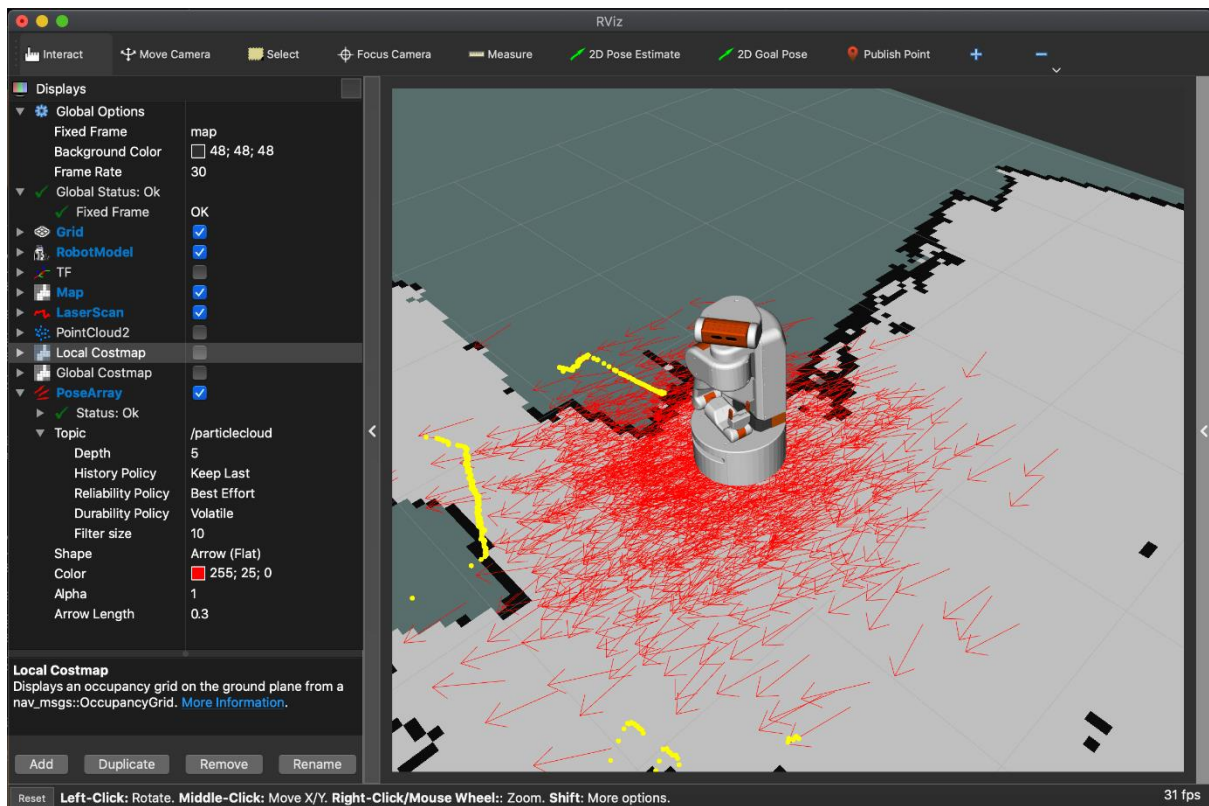 RViz
Interact Move Camera Select Focus Camera Measure 2D Pose Estimate 2D Goal Pose Publish Point
Displays
Global Options
Fixed Frame map
Background Color 48; 48; 48
Frame Rate 30
Global Status: Ok
Fixed Frame OK
Grid
RobotModel
TF
Map
LaserScan
PointCloud2
Local Costmap
Global Costmap
PoseArray
Status: Ok
Topic /particlecloud
Depth 5
History Policy Keep Last
Reliability Policy Best Effort
Durability Policy Volatile
Filter size 10
Shape Arrow (Flat)
Color 255; 25; 0
Alpha 1
Arrow Length 0.3
Local Costmap
Displays an occupancy grid on the ground plane from a
nav_msgs::OccupancyGrid. More Information.
Add Duplicate Remove Rename
Reset Left-Click: Rotate. Middle-Click: Move X/Y. Right-Click/Mouse Wheel:: Zoom. Shift: More options. 31 fps